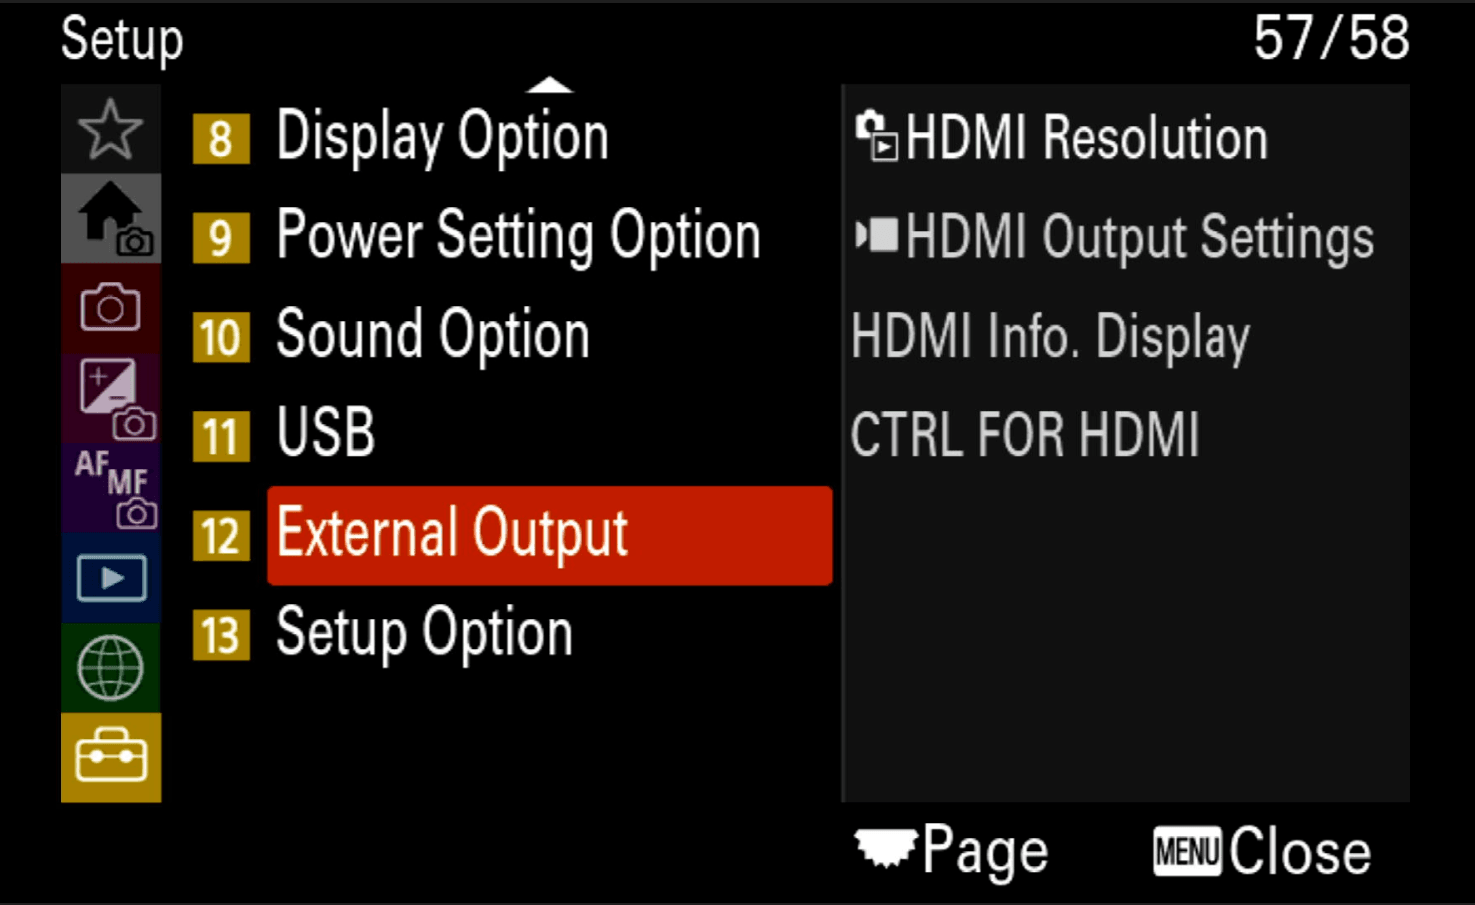 Setup
57/58
8 Display Option
9 Power Setting Option
10 Sound Option
11 USB
12 External Output
13 Setup Option
AF MF
HDMI Resolution
HDMI Output Settings
HDMI Info. Display
CTRL FOR HDMI
Page
MENU Close